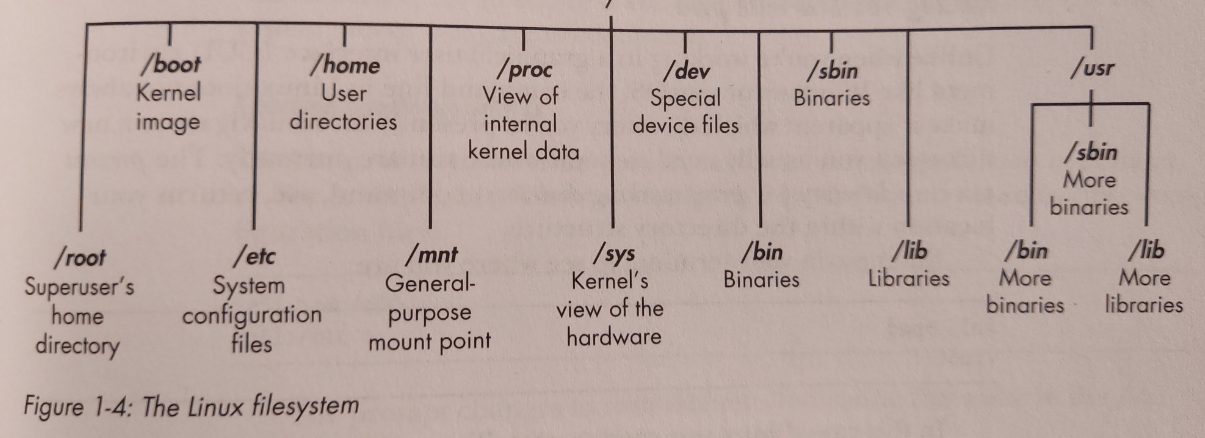 /
/boot
Kernel
image
/home
User
directories
/proc
View of
internal
kernel data
/dev
Special
device files
/sbin
Binaries
/usr
/sbin
More
binaries
/root
Superuser's
home
directory
/etc
System
configuration
files
/mnt
General-
purpose
mount point
/sys
Kernel's
view of the
hardware
/bin
Binaries
/lib
Libraries
/bin
More
binaries
/lib
More
libraries
Figure 1-4: The Linux filesystem